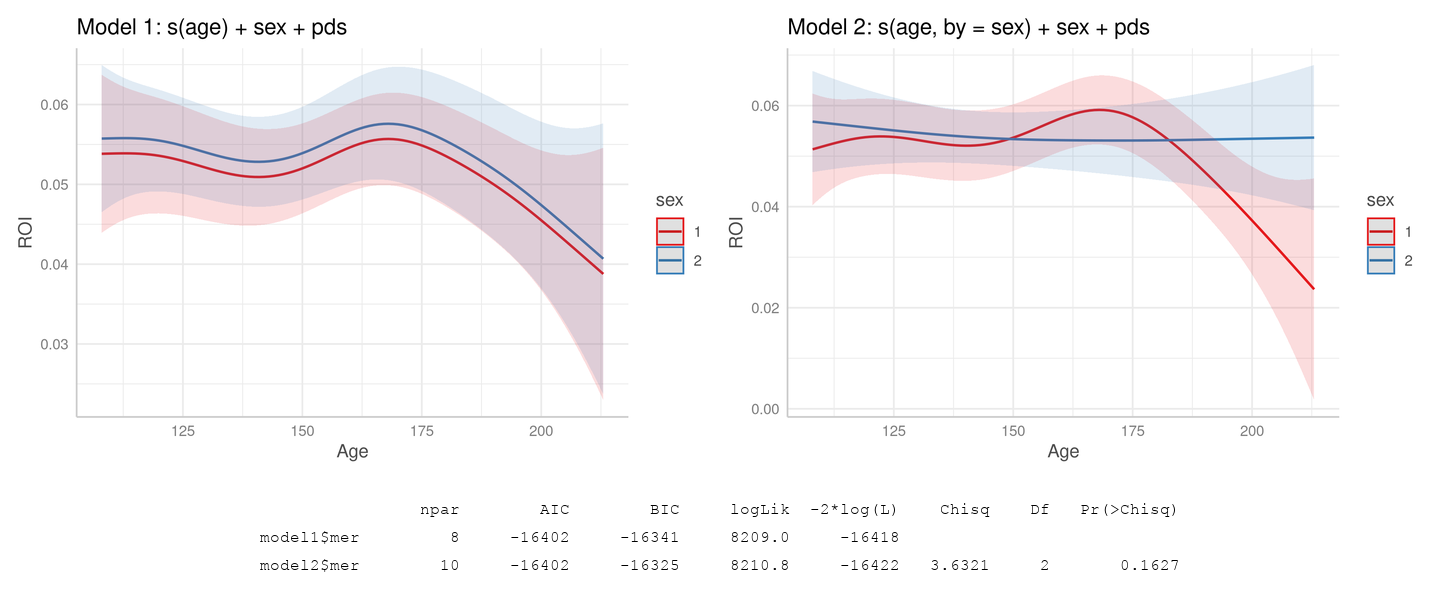 Model 1: s(age) + sex + pds
0.06
0.05
0.04
0.03
ROI
125 150 175 200
Age
sex
1
2
Model 2: s(age, by = sex) + sex + pds
0.06
0.04
0.02
0.00
ROI
125 150 175 200
Age
sex
1
2
npar AIC BIC logLik -2*log(L) Chisq Df Pr(>Chisq)
model1$mer 8 -16402 -16341 8209.0 -16418
model2$mer 10 -16402 -16325 8210.8 -16422 3.6321 2 0.1627